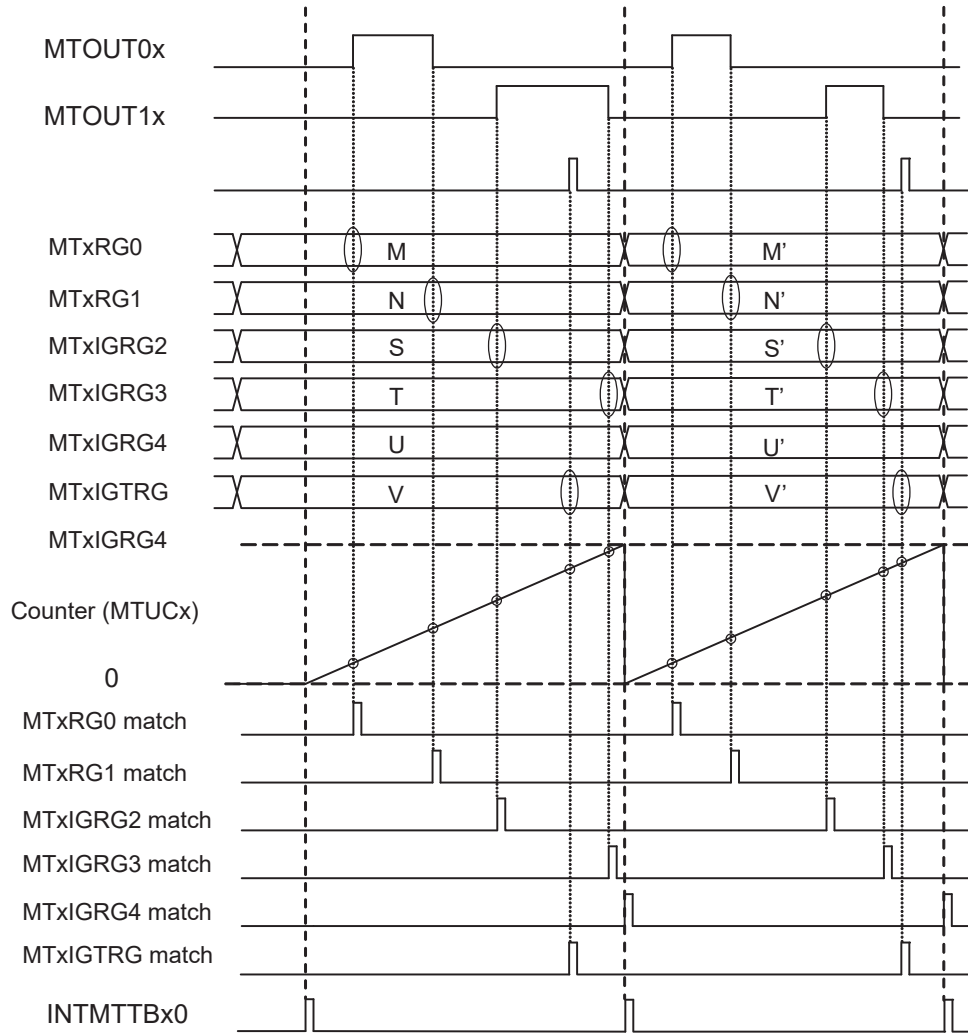 MTOUT0x
MTOUT1x
MTxRG0 M M’
MTxRG1 N N’
MTxIGRG2 S S’
MTxIGRG3 T T’
MTxIGRG4 U U’
MTxIGTRG V V’
MTxIGRG4
Counter (MTUCx)
0
MTxRG0 match
MTxRG1 match
MTxIGRG2 match
MTxIGRG3 match
MTxIGRG4 match
MTxIGTRG match
INTMTTBx0